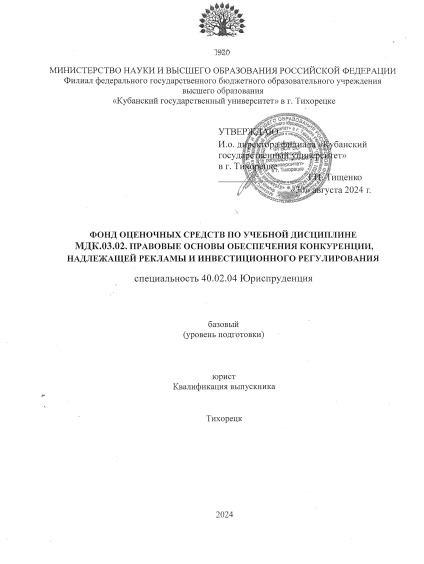 1920
МИНИСТЕРСТВО НАУКИ И ВЫСШЕГО ОБРАЗОВАНИЯ РОССИЙСКОЙ ФЕДЕРАЦИИ
Филиал федерального государственного бюджетного образовательного учреждения
высшего образования
«Кубанский государственный университет» в г. Тихорецке
УТВЕРЖДАЮ
И.о. директора филиала «Кубанский
государственный университет»
в г. Тихорецке
Тищенко
«30» августа 2024 г.
ФОНД ОЦЕНОЧНЫХ СРЕДСТВ ПО УЧЕБНОЙ ДИСЦИПЛИНЕ
МДК.03.02. ПРАВОВЫЕ ОСНОВЫ ОБЕСПЕЧЕНИЯ КОНКУРЕНЦИИ,
НАДЛЕЖАЩЕЙ РЕКЛАМЫ И ИНВЕСТИЦИОННОГО РЕГУЛИРОВАНИЯ
специальность 40.02.04 Юриспруденция
базовый
(уровень подготовки)
юрист
Квалификация выпускника
Тихорецк
2024